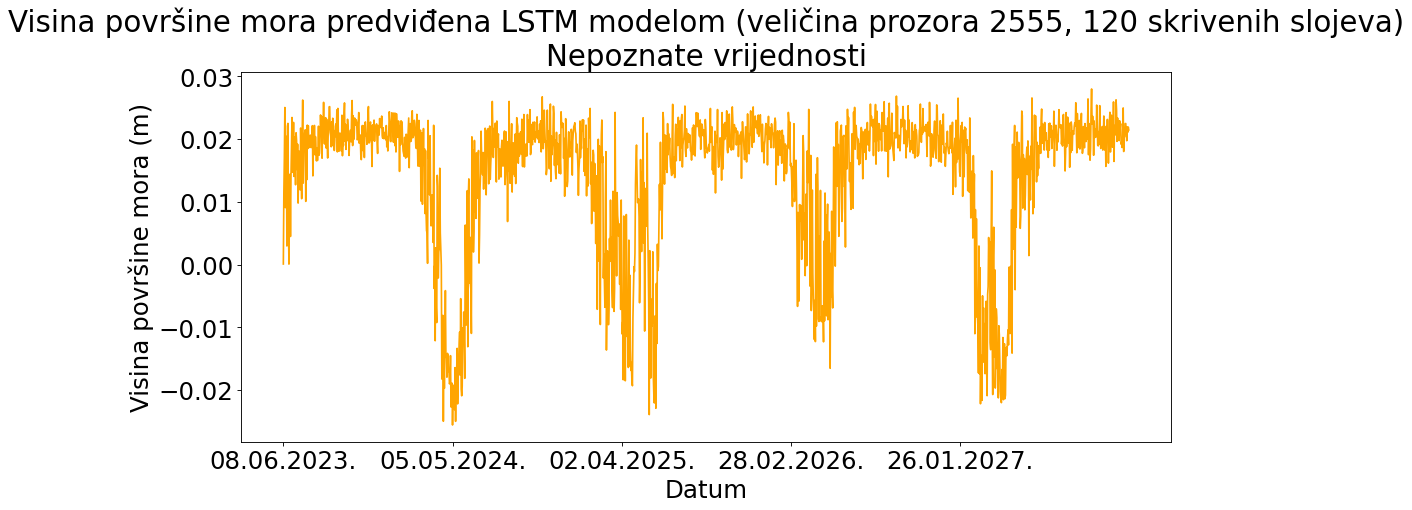 Visina površine mora predviđena LSTM modelom (veličina prozora 2555, 120 skrivenih slojeva)
Nepoznate vrijednosti
Visina površine mora (m)
0.03
0.02
0.01
0.00
−0.01
−0.02
08.06.2023. 05.05.2024. 02.04.2025. 28.02.2026. 26.01.2027.
Datum